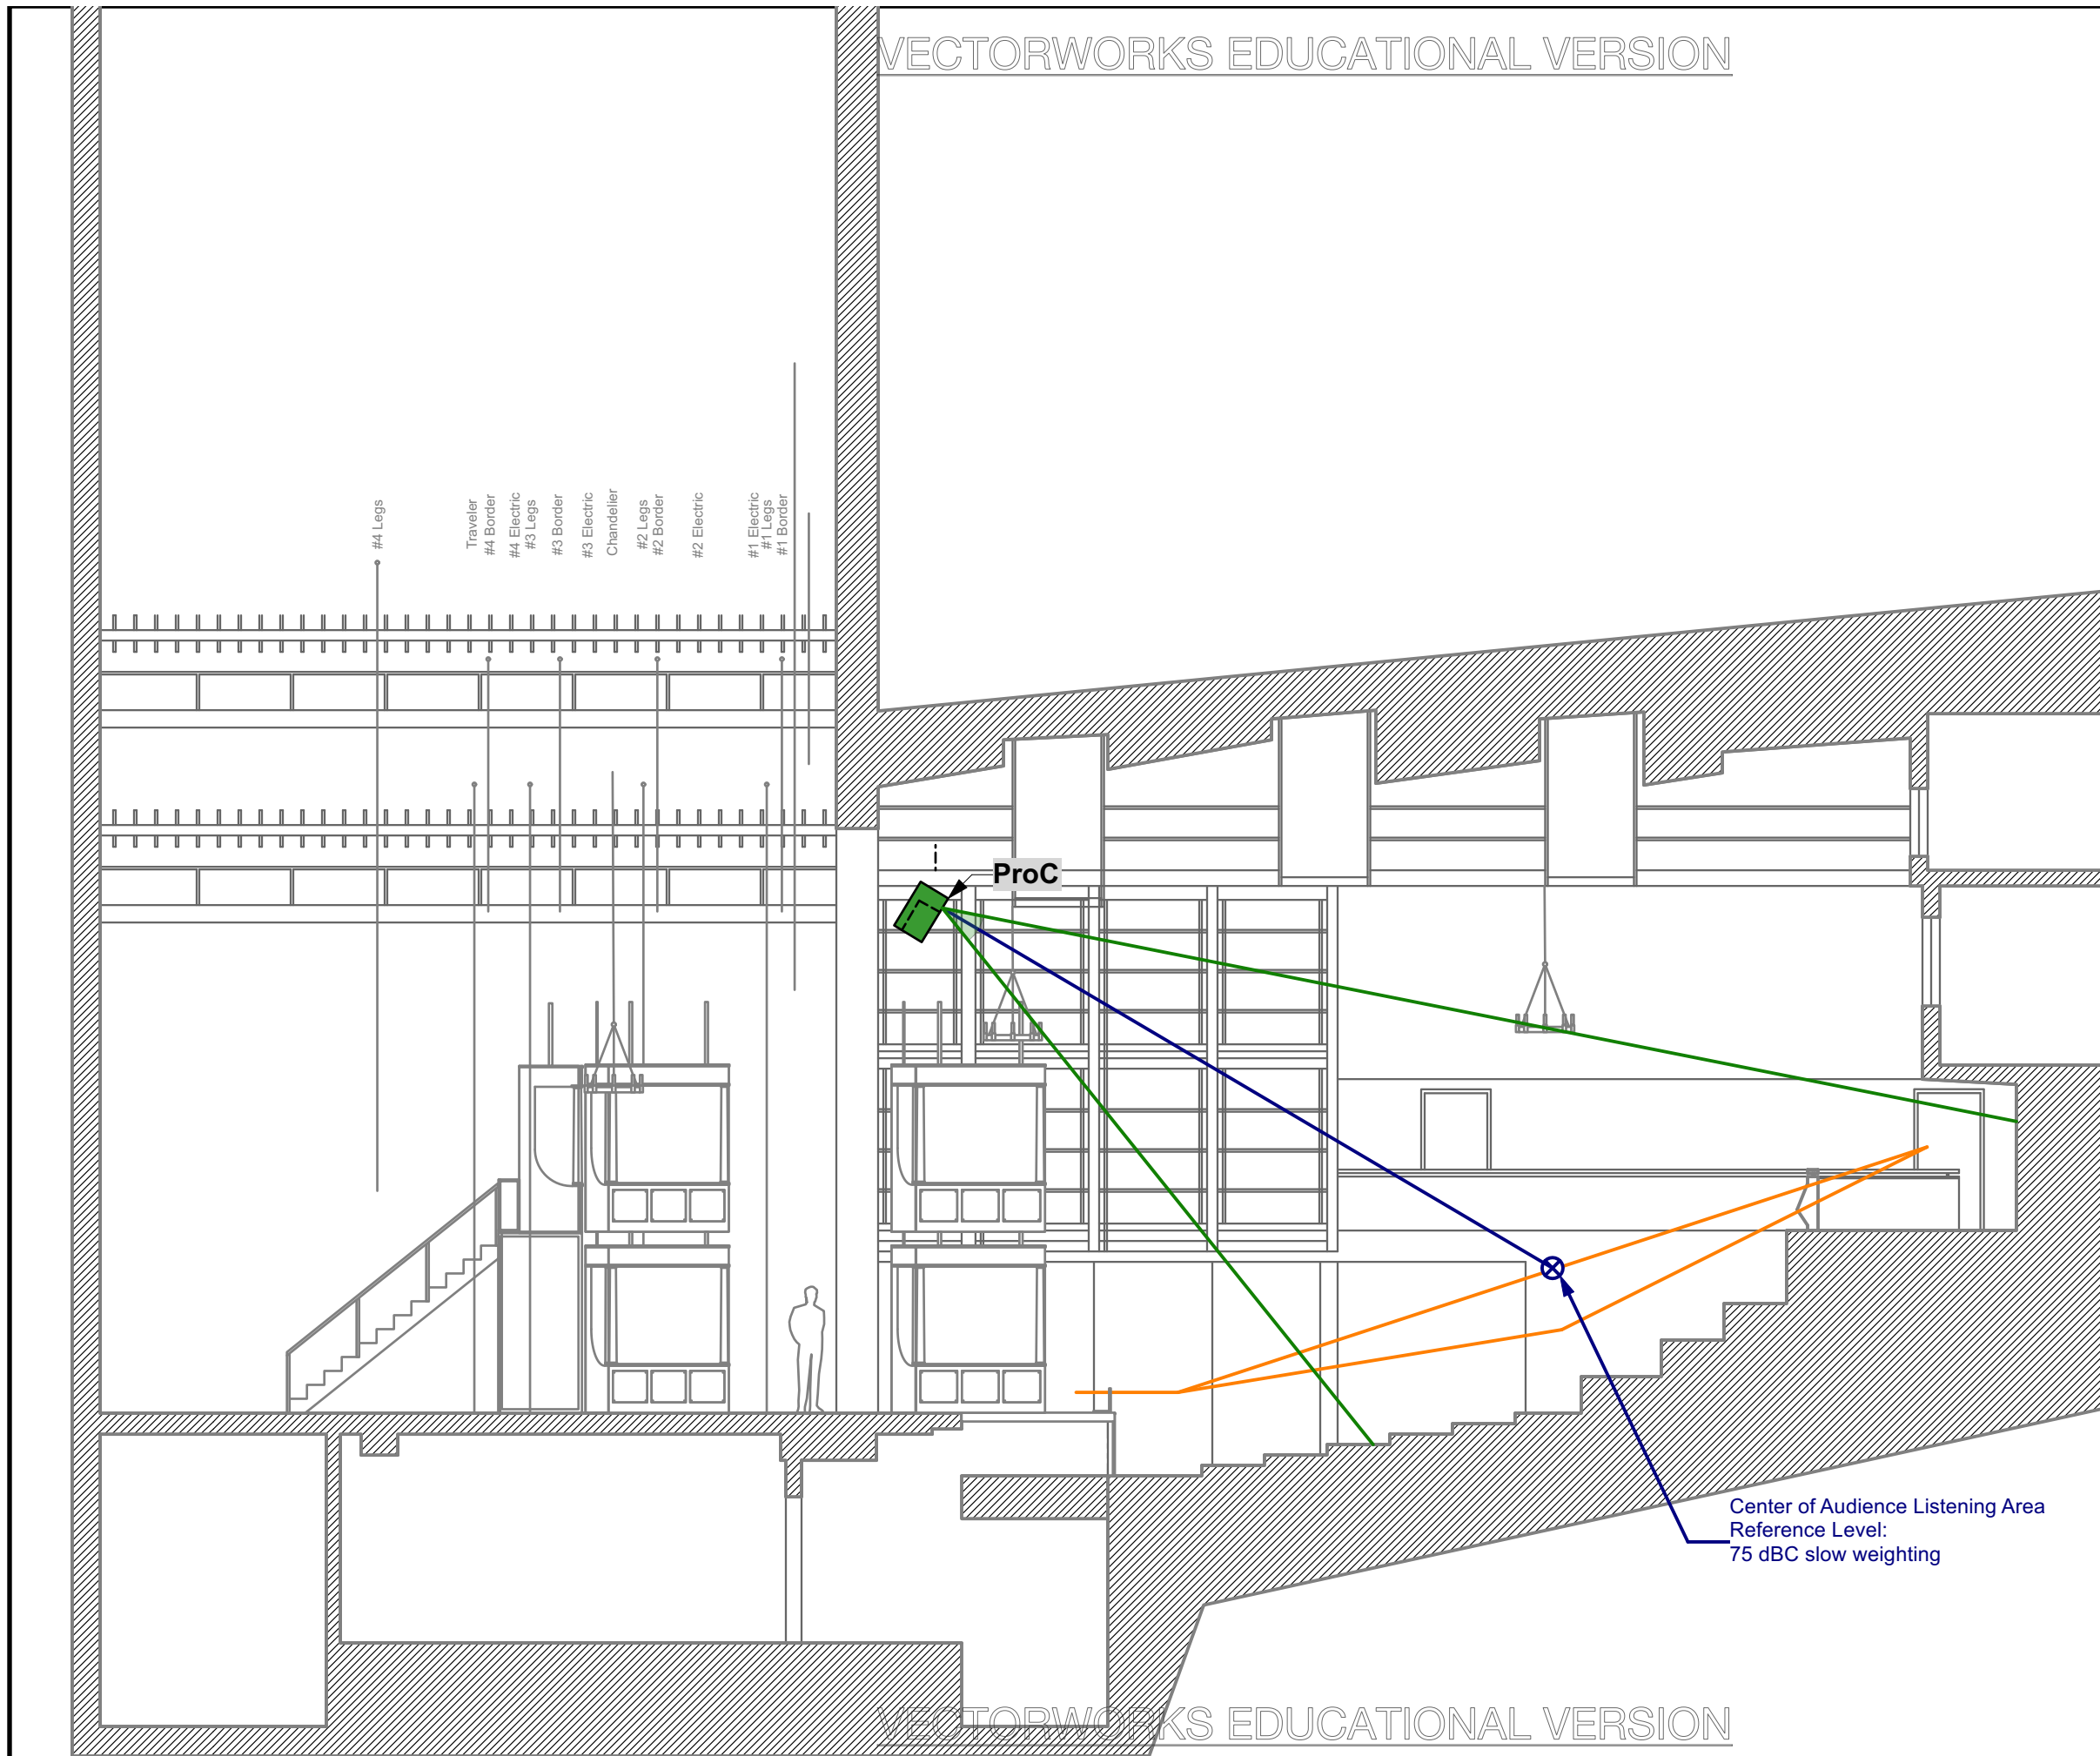 VECTORWORKS EDUCATIONAL VERSION
#4 Legs
Traveler
#4 Border
#4 Electric
#3 Legs
#3 Border
#3 Electric
Chandelier
#2 Legs
#2 Border
#2 Electric
#1 Electric
#1 Legs
#1 Border
ProC
Center of Audience Listening Area
Reference Level:
75 dBC slow weighting
VECTORWORKS EDUCATIONAL VERSION